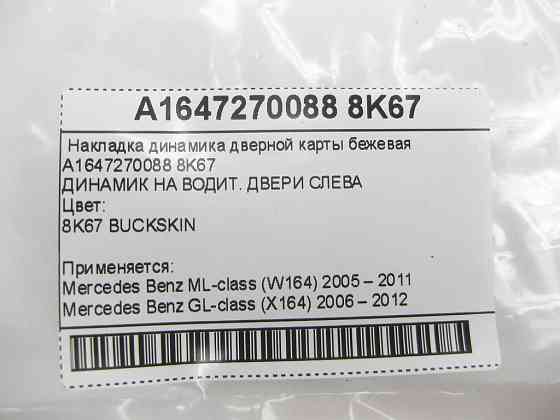 A1647270088 8K67
Накладка динамика дверной карты бежевая
A1647270088 8K67
ДИНАМИК НА ВОДИТ. ДВЕРИ СЛЕВА
Цвет:
8K67 BUCKSKIN
Применяется:
Mercedes Benz ML-class (W164) 2005 – 2011
Mercedes Benz GL-class (X164) 2006 – 2012